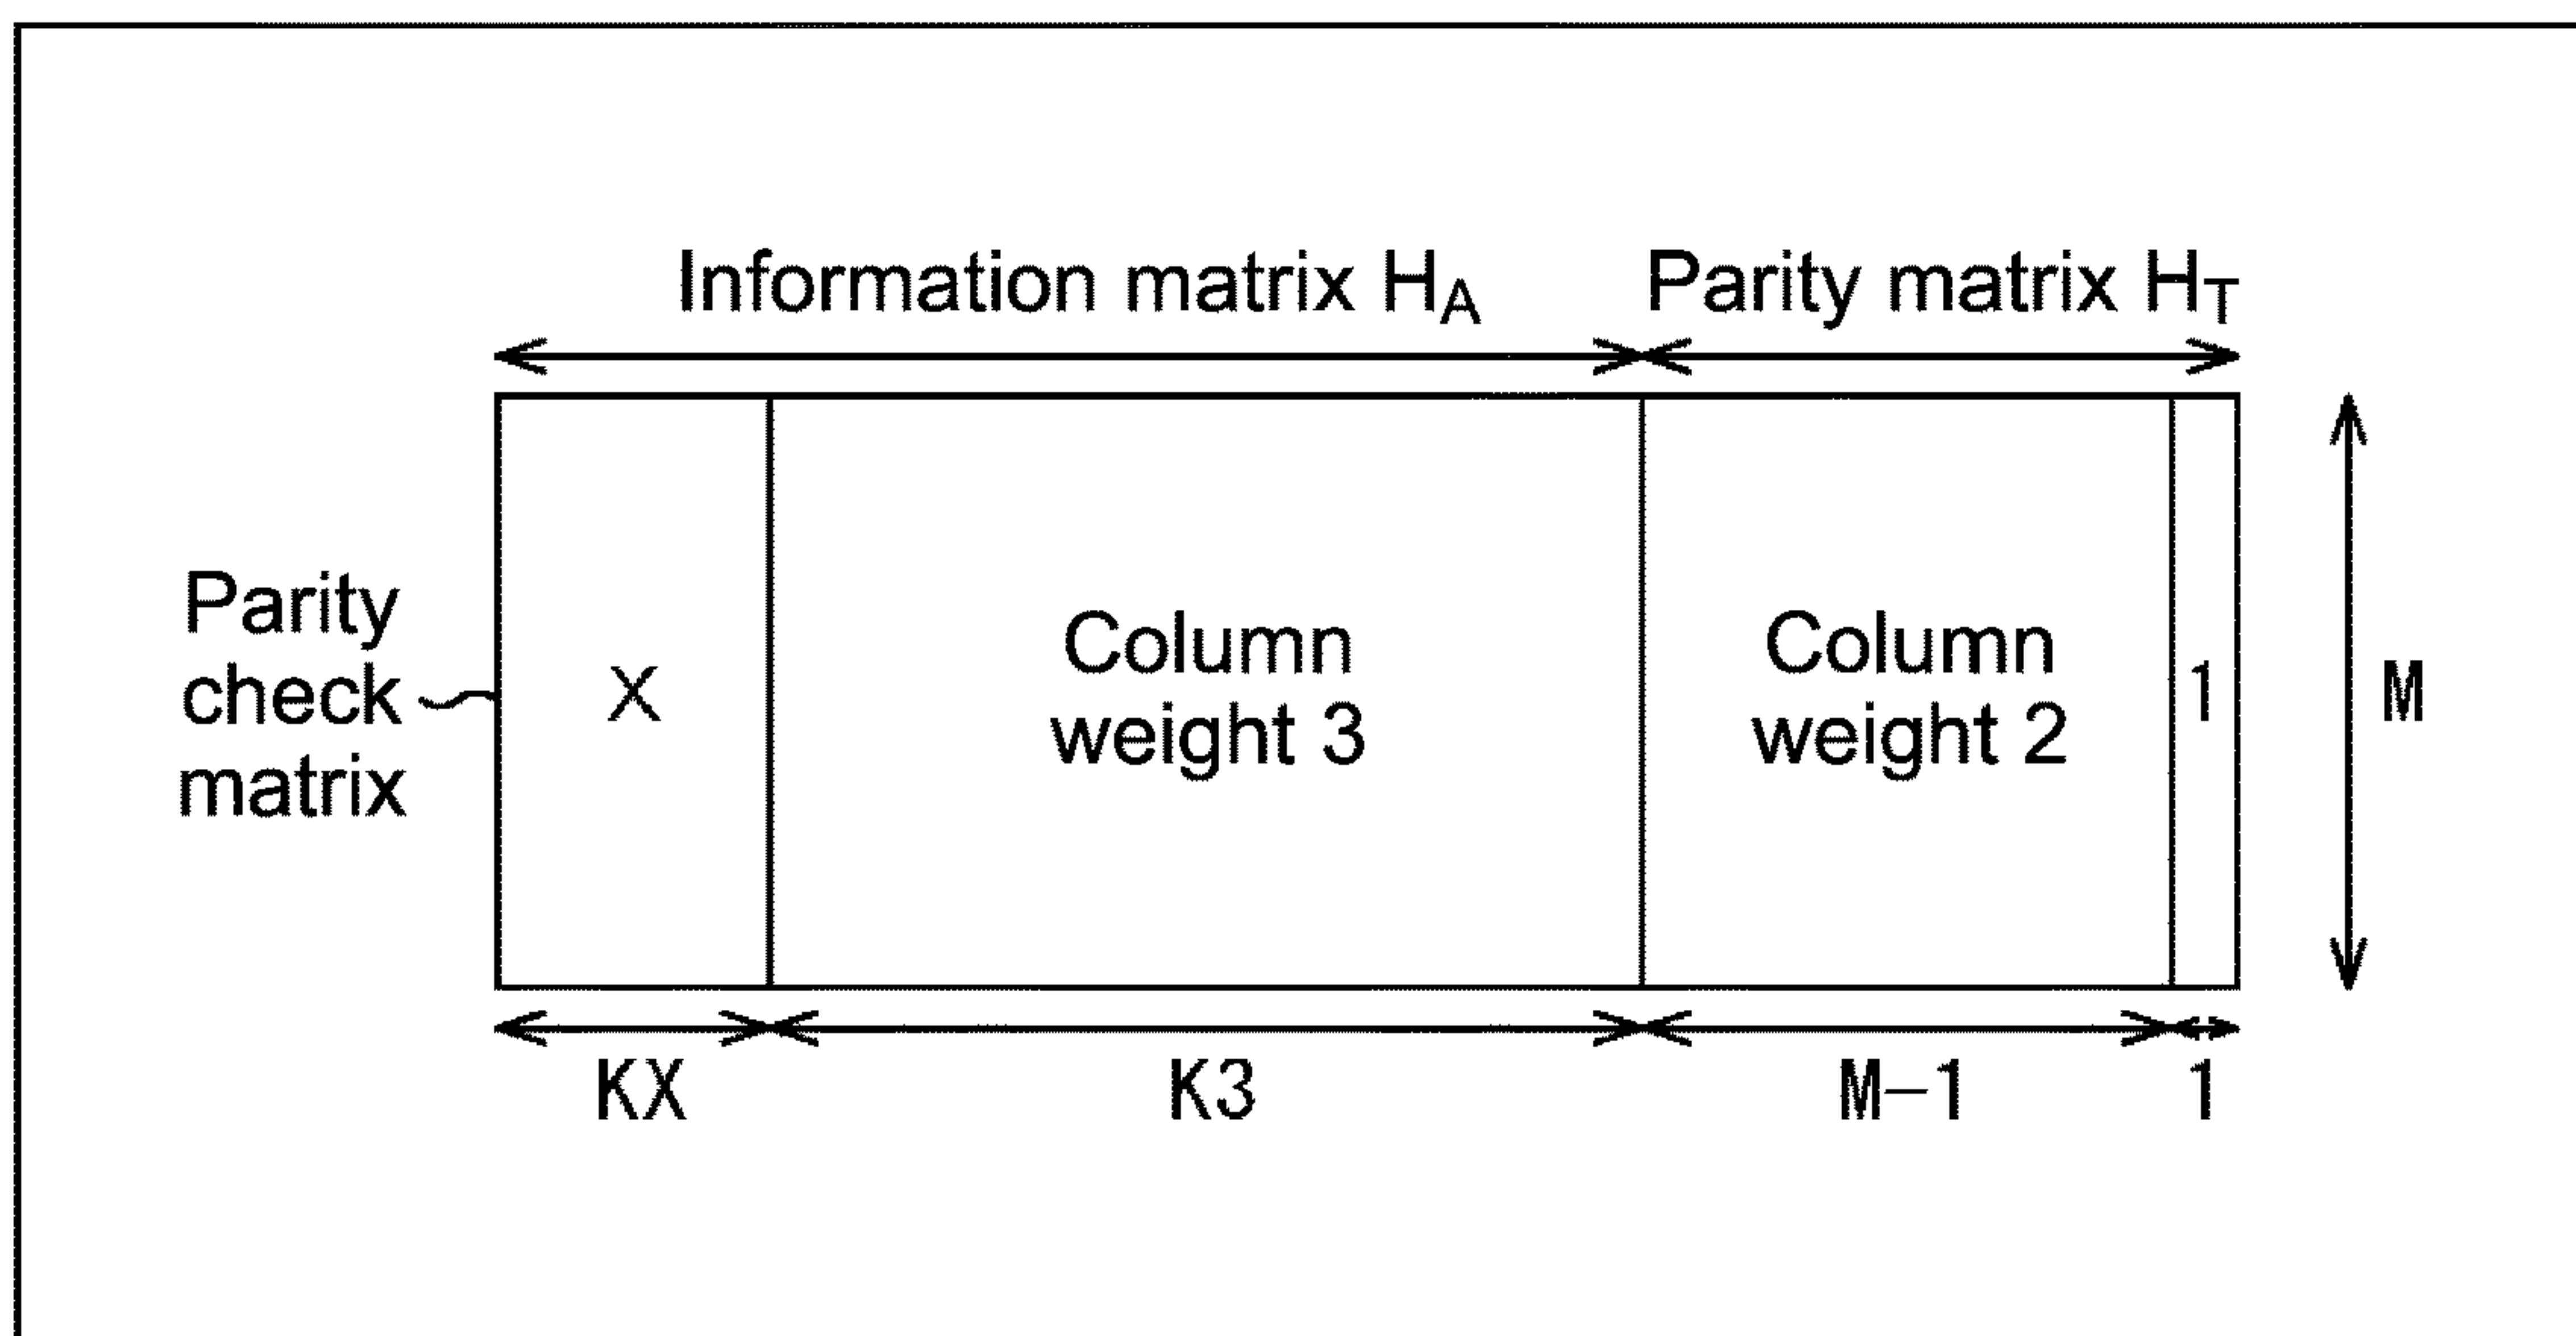 Information matrix HA
Parity matrix HT
Parity
check
matrix
X
Column
weight 3
Column
weight 2
1
M
KX
K3
M-1
1